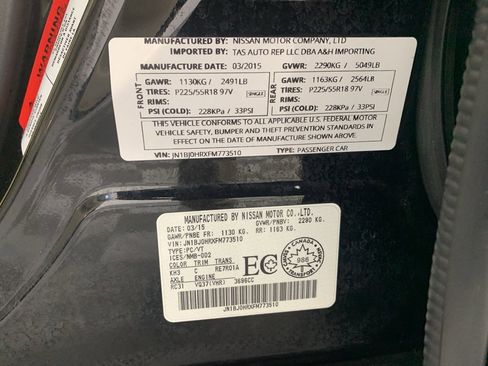 WARNING
MANUFACTURED BY: NISSAN MOTOR COMPANY, LTD
IMPORTED BY: TAS AUTO REP LLC DBA A&H IMPORTING
MANUFACTURE DATE: 03/2015 GVWR: 2290KG / 5049LB
FRONT GAWR: 1130KG / 2491LB REAR GAWR: 1163KG / 2564LB
TIRES: P225/55R18 97V SINGLE TIRES: P225/55R18 97V SINGLE
RIMS: RIMS:
PSI (COLD): 228KPa / 33PSI PSI (COLD): 228KPa / 33PSI
THIS VEHICLE CONFORMS TO ALL APPLICABLE U.S. FEDERAL MOTOR
VEHICLE SAFETY, BUMPER AND THEFT PREVENTION STANDARDS IN
EFFECT ON THE DATE OF MANUFACTURE SHOWN ABOVE.
VIN: JN1BJ0HRXFM773510 TYPE: PASSENGER CAR
MANUFACTURED BY NISSAN MOTOR CO.,LTD.
DATE: 03/15 GVWR/PNBV: 2280 KG.
GAWR/PNBE FR: 1130 KG. RR: 1163 KG.
VIN: JN1BJ0HRXFM773510
TYPE: PC/VT
ICES/NMB-002
COLOR TRIM TRANS
KH3 C RE7R01A
AXLE ENGINE
RC31 VQ37(VHR) 3696CC
EC
CANADA
986
TRANSPORT
JN1BJ0HRXFM773510